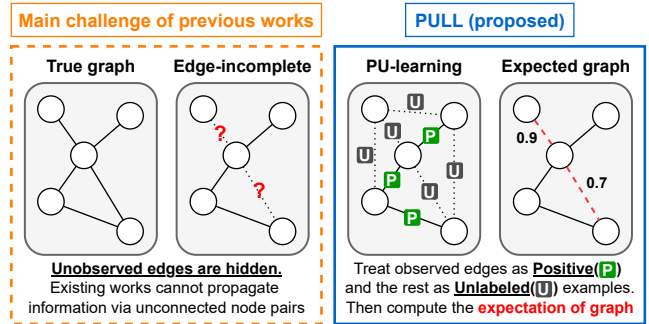 Main challenge of previous works
PULL (proposed)
True graph
Edge-incomplete
PU-learning
Expected graph
?
?
U
U
P
U
U
P
U
P
0.9
0.7
Unobserved edges are hidden.
Existing works cannot propagate
information via unconnected node pairs
Treat observed edges as Positive(P)
and the rest as Unlabeled(U) examples.
Then compute the expectation of graph